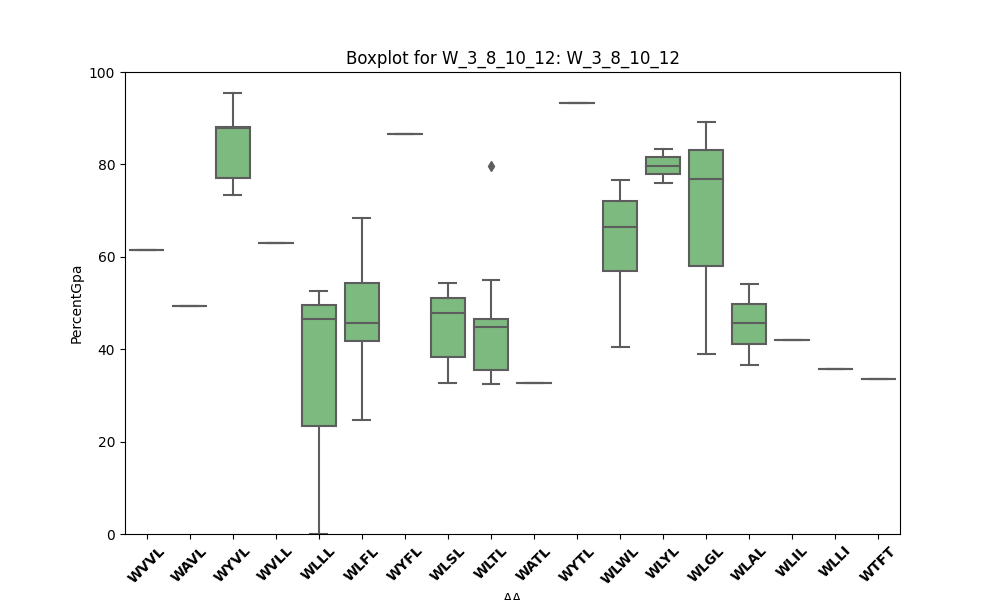 Boxplot for W_3_8_10_12: W_3_8_10_12
PercentGpa
100
80
60
40
20
0
WVVL WAVL WYVL WVLL WLLL WLFL WYFL WLSL WLTL WATL WYTL WLWL WLYL WLGL WLAL WLIL WLLI WTFT
AA